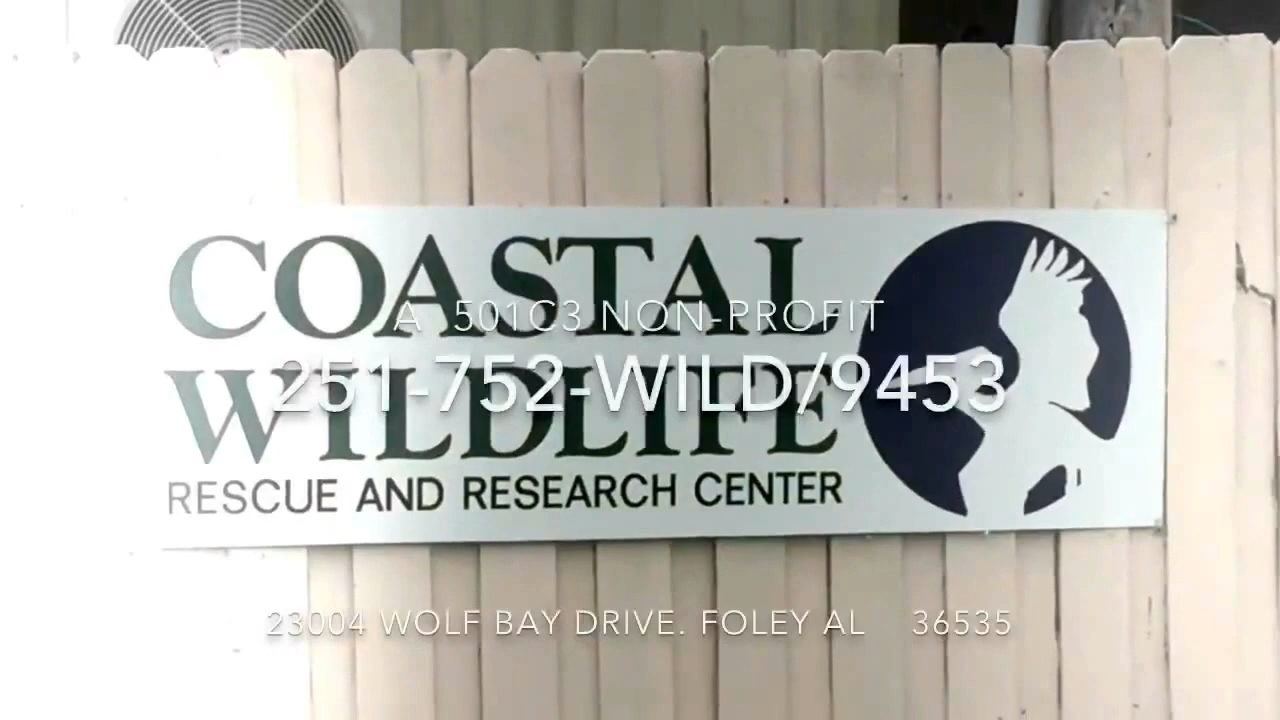 COASTAL
A 501C3 NON-PROFIT
251-752-WILD/9453
WILDLIFE
RESCUE AND RESEARCH CENTER
23004 WOLF BAY DRIVE. FOLEY AL 36535